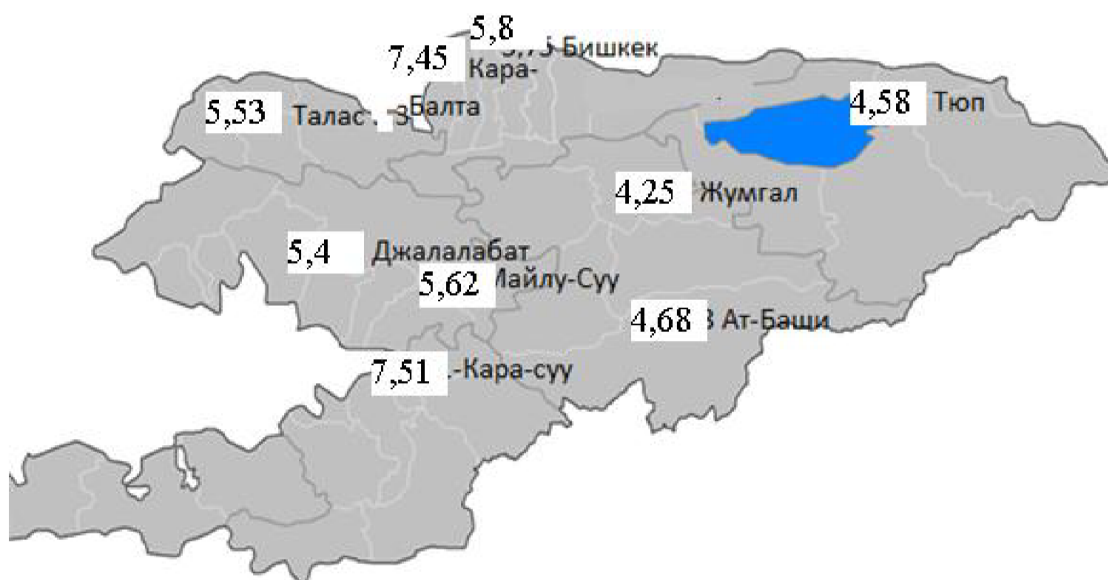 5,8
Бишкек
7,45 Кара-
Балта
5,53 Талас
4,58 Тюп
4,25 Жумгал
5,4 Джалалабат
5,62 Майлу-Суу
4,68 Ат-Баши
7,51 .-Кара-суу